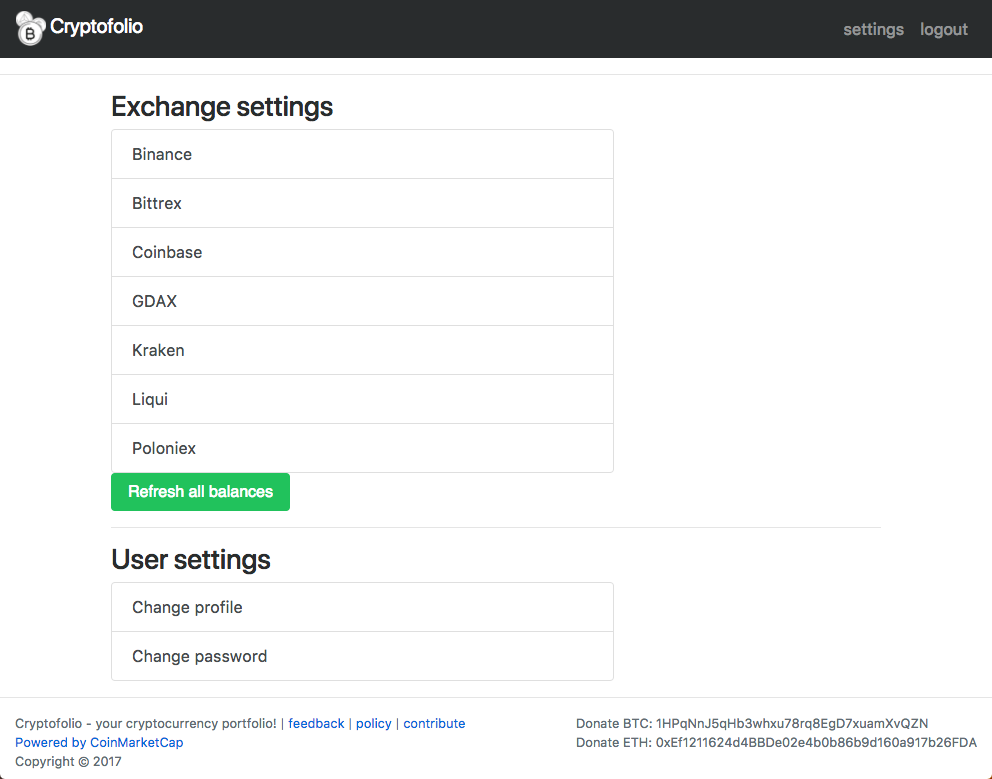 Cryptofolio
settings logout
Exchange settings
Binance
Bittrex
Coinbase
GDAX
Kraken
Liqui
Poloniex
Refresh all balances
User settings
Change profile
Change password
Cryptofolio - your cryptocurrency portfolio! | feedback | policy | contribute
Powered by CoinMarketCap
Copyright © 2017
Donate BTC: 1HPqNnJ5qHb3whxu78rq8EgD7xuamXvQZN
Donate ETH: 0xEf1211624d4BBDe02e4b0b86b9d160a917b26FDA